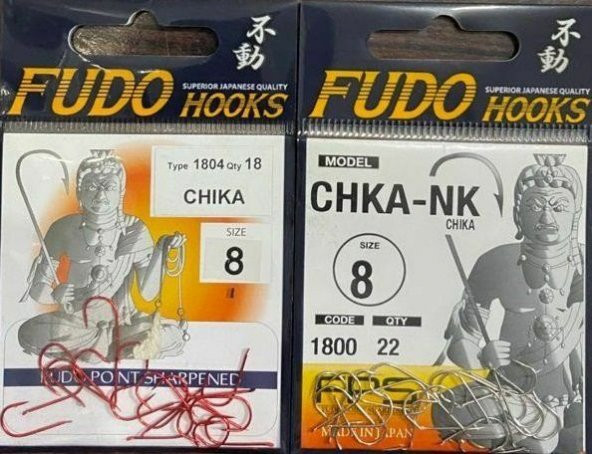 不動
FUDO HOOKS
SUPERIOR JAPANESE QUALITY
Type 1804 Qty 18
CHIKA
SIZE
8
FUDO POINT SHARPENED
不動
FUDO HOOKS
SUPERIOR JAPANESE QUALITY
MODEL
CHKA-NK
CHIKA
SIZE
8
CODE QTY
1800 22
MADE IN JAPAN